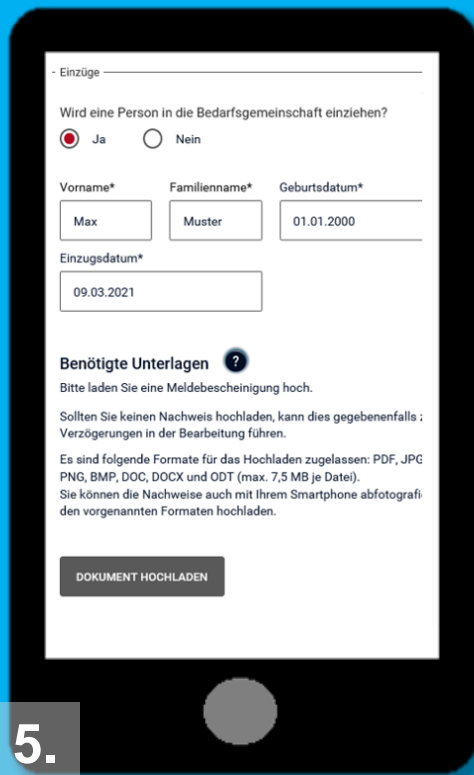 - Einzüge
Wird eine Person in die Bedarfsgemeinschaft einziehen?
Ja Nein
Vorname* Familienname* Geburtsdatum*
Max Muster 01.01.2000
Einzugsdatum*
09.03.2021
Benötigte Unterlagen ?
Bitte laden Sie eine Meldebescheinigung hoch.
Sollten Sie keinen Nachweis hochladen, kann dies gegebenenfalls
Verzögerungen in der Bearbeitung führen.
Es sind folgende Formate für das Hochladen zugelassen: PDF, JPG
PNG, BMP, DOC, DOCX und ODT (max. 7,5 MB je Datei).
Sie können die Nachweise auch mit Ihrem Smartphone abfotografi
den vorgenannten Formaten hochladen.
DOKUMENT HOCHLADEN
5.